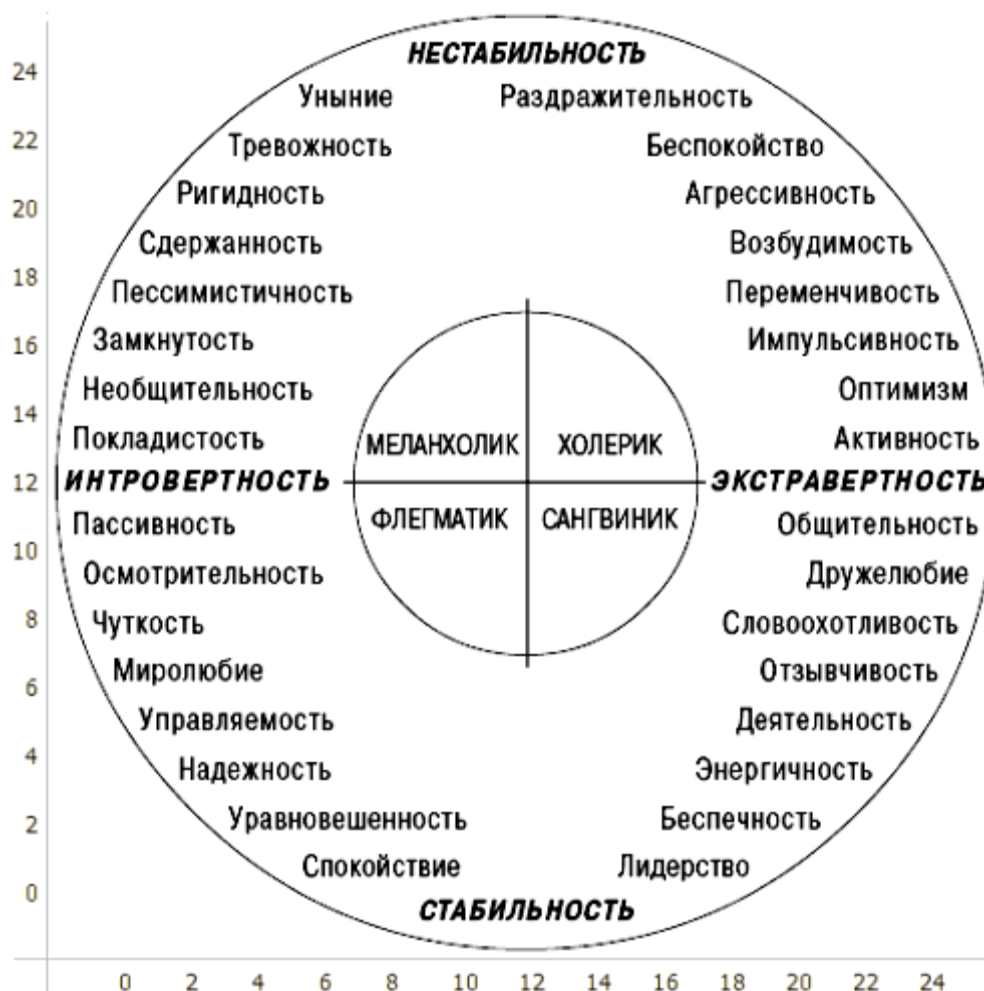 НЕСТАБИЛЬНОСТЬ
24
Уныние Раздражительность
22
Тревожность Беспокойство
20
Ригидность Агрессивность
Сдержанность Возбудимость
18
Пессимистичность Переменчивость
16
Замкнутость Импульсивность
Необщительность Оптимизм
14
Покладистость МЕЛАНХОЛИК ХОЛЕРИК Активность
12 ИНТРОВЕРТНОСТЬ ЭКСТРАВЕРТНОСТЬ
Пассивность ФЛЕГМАТИК САНГВИНИК Общительность
10
Осмотрительность Дружелюбие
8 Чуткость Словоохотливость
Миролюбие Отзывчивость
6
Управляемость Деятельность
4
Надежность Энергичность
2 Уравновешенность Беспечность
Спокойствие Лидерство
0
СТАБИЛЬНОСТЬ
0 2 4 6 8 10 12 14 16 18 20 22 24